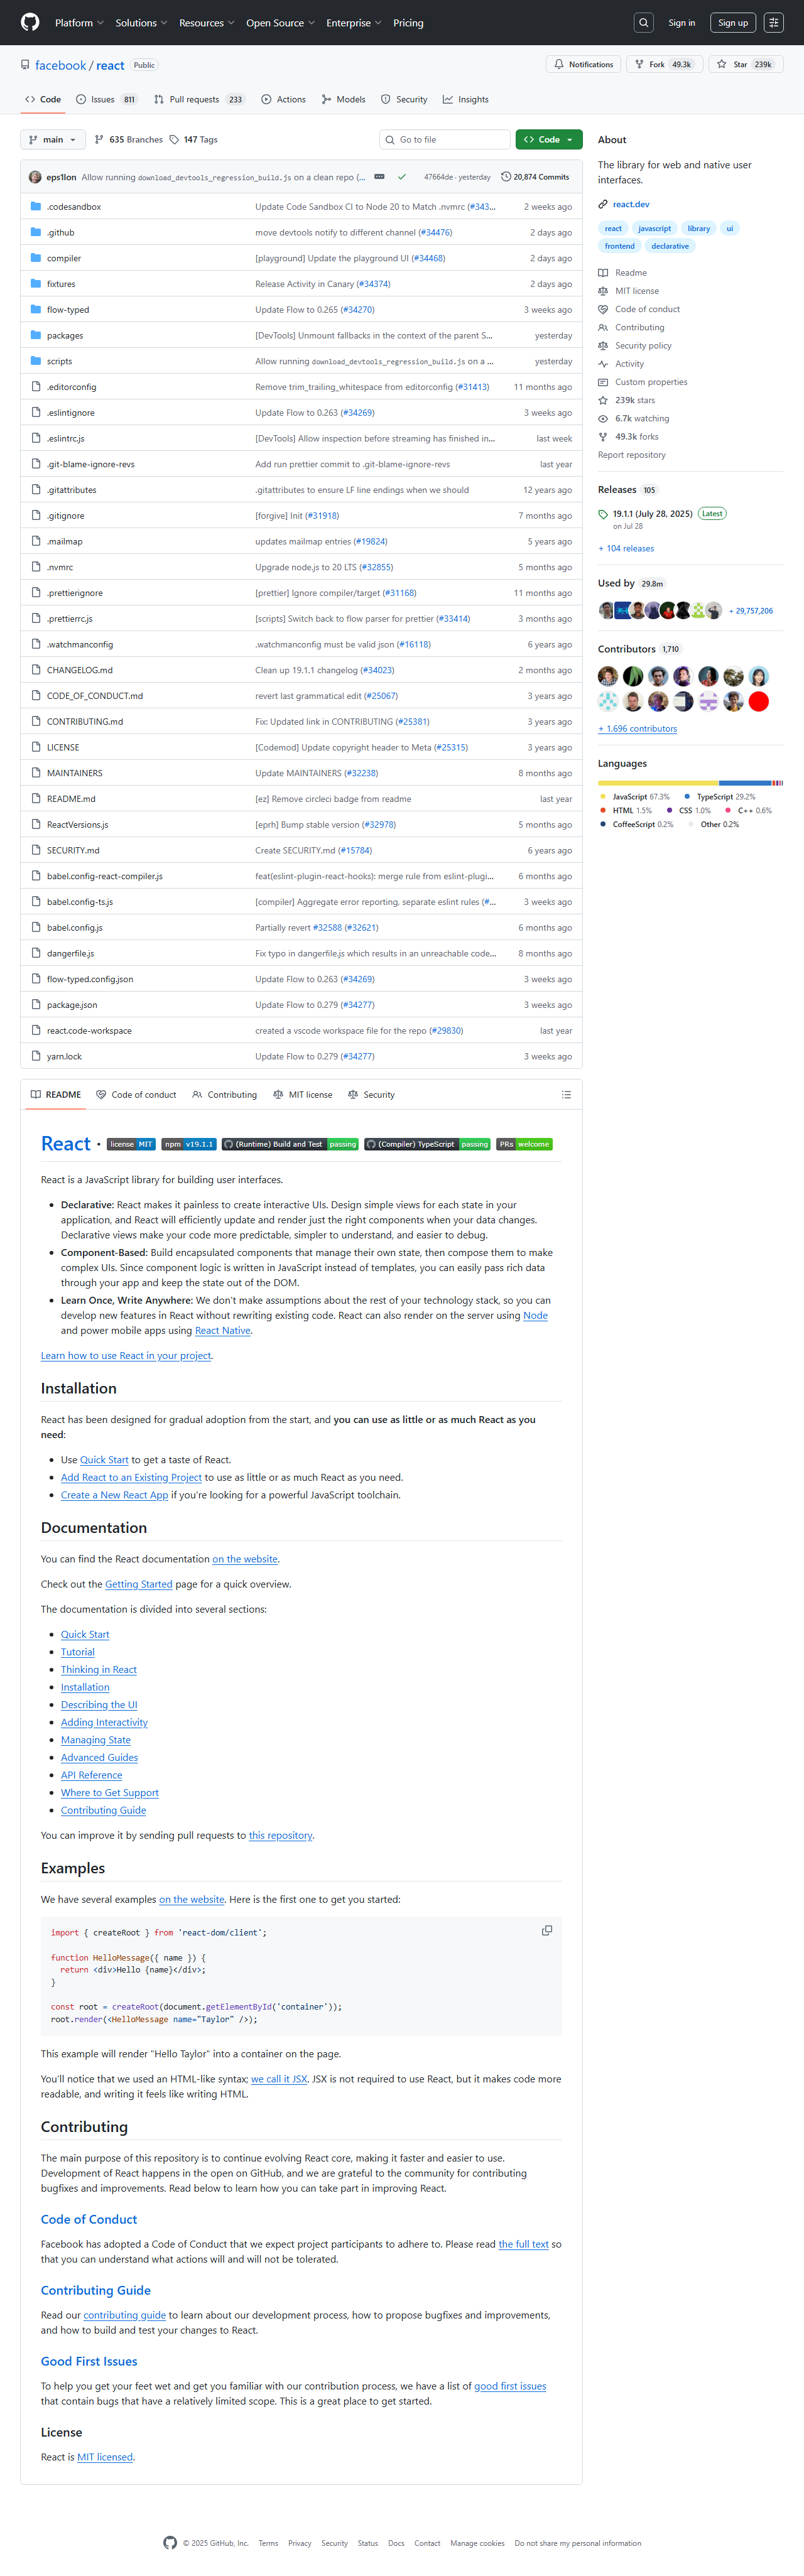 Platform Solutions Resources Open Source Enterprise Pricing Sign in Sign up
facebook / react Public Notifications Fork 49.3k Star 239k
Code Issues 811 Pull requests 233 Actions Models Security Insights
main 635 Branches 147 Tags Go to file Code
eps1lon Allow running download_devtools_regression_build.js on a clean repo (... 47664de · yesterday 20,874 Commits
.codesandbox Update Code Sandbox CI to Node 20 to Match .nvmrc (#343... 2 weeks ago
.github move devtools notify to different channel (#34476) 2 days ago
compiler [playground] Update the playground UI (#34468) 2 days ago
fixtures Release Activity in Canary (#34374) 2 days ago
flow-typed Update Flow to 0.265 (#34270) 3 weeks ago
packages [DevTools] Unmount fallbacks in the context of the parent S... yesterday
scripts Allow running download_devtools_regression_build.js on a ... yesterday
.editorconfig Remove trim_trailing_whitespace from editorconfig (#31413) 11 months ago
.eslintignore Update Flow to 0.263 (#34269) 3 weeks ago
.eslintrc.js [DevTools] Allow inspection before streaming has finished in... last week
.git-blame-ignore-revs Add run prettier commit to .git-blame-ignore-revs last year
.gitattributes .gitattributes to ensure LF line endings when we should 12 years ago
.gitignore [forgive] Init (#31918) 7 months ago
.mailmap updates mailmap entries (#19824) 5 years ago
.nvmrc Upgrade node.js to 20 LTS (#32855) 5 months ago
.prettierignore [prettier] Ignore compiler/target (#31168) 11 months ago
.prettierrc.js [scripts] Switch back to flow parser for prettier (#33414) 3 months ago
.watchmanconfig .watchmanconfig must be valid json (#16118) 6 years ago
CHANGELOG.md Clean up 19.1.1 changelog (#34023) 2 months ago
CODE_OF_CONDUCT.md revert last grammatical edit (#25067) 3 years ago
CONTRIBUTING.md Fix: Updated link in CONTRIBUTING (#25381) 3 years ago
LICENSE [Codemod] Update copyright header to Meta (#25315) 3 years ago
MAINTAINERS Update MAINTAINERS (#32238) 8 months ago
README.md [ez] Remove circleci badge from readme last year
ReactVersions.js [eprh] Bump stable version (#32978) 5 months ago
SECURITY.md Create SECURITY.md (#15784) 6 years ago
babel.config-react-compiler.js feat(eslint-plugin-react-hooks): merge rule from eslint-plugi... 6 months ago
babel.config-ts.js [compiler] Aggregate error reporting, separate eslint rules (#... 3 weeks ago
babel.config.js Partially revert #32588 (#32621) 6 months ago
dangerfile.js Fix typo in dangerfile.js which results in an unreachable code... 8 months ago
flow-typed.config.json Update Flow to 0.263 (#34269) 3 weeks ago
package.json Update Flow to 0.279 (#34277) 3 weeks ago
react.code-workspace created a vscode workspace file for the repo (#29830) last year
yarn.lock Update Flow to 0.279 (#34277) 3 weeks ago
README Code of conduct Contributing MIT license Security
React · license MIT npm v19.1.1 (Runtime) Build and Test passing (Compiler) TypeScript passing PRs welcome
React is a JavaScript library for building user interfaces.
• Declarative: React makes it painless to create interactive UIs. Design simple views for each state in your
application, and React will efficiently update and render just the right components when your data changes.
Declarative views make your code more predictable, simpler to understand, and easier to debug.
• Component-Based: Build encapsulated components that manage their own state, then compose them to make
complex UIs. Since component logic is written in JavaScript instead of templates, you can easily pass rich data
through your app and keep the state out of the DOM.
• Learn Once, Write Anywhere: We don't make assumptions about the rest of your technology stack, so you can
develop new features in React without rewriting existing code. React can also render on the server using Node
and power mobile apps using React Native.
Learn how to use React in your project.
Installation
React has been designed for gradual adoption from the start, and you can use as little or as much React as you
need:
• Use Quick Start to get a taste of React.
• Add React to an Existing Project to use as little or as much React as you need.
• Create a New React App if you're looking for a powerful JavaScript toolchain.
Documentation
You can find the React documentation on the website.
Check out the Getting Started page for a quick overview.
The documentation is divided into several sections:
• Quick Start
• Tutorial
• Thinking in React
• Installation
• Describing the UI
• Adding Interactivity
• Managing State
• Advanced Guides
• API Reference
• Where to Get Support
• Contributing Guide
You can improve it by sending pull requests to this repository.
Examples
We have several examples on the website. Here is the first one to get you started:
import { createRoot } from 'react-dom/client';
function HelloMessage({ name }) {
return <div>Hello {name}</div>;
}
const root = createRoot(document.getElementById('container'));
root.render(<HelloMessage name="Taylor" />);
This example will render "Hello Taylor" into a container on the page.
You'll notice that we used an HTML-like syntax; we call it JSX. JSX is not required to use React, but it makes code more
readable, and writing it feels like writing HTML.
Contributing
The main purpose of this repository is to continue evolving React core, making it faster and easier to use.
Development of React happens in the open on GitHub, and we are grateful to the community for contributing
bugfixes and improvements. Read below to learn how you can take part in improving React.
Code of Conduct
Facebook has adopted a Code of Conduct that we expect project participants to adhere to. Please read the full text so
that you can understand what actions will and will not be tolerated.
Contributing Guide
Read our contributing guide to learn about our development process, how to propose bugfixes and improvements,
and how to build and test your changes to React.
Good First Issues
To help you get your feet wet and get you familiar with our contribution process, we have a list of good first issues
that contain bugs that have a relatively limited scope. This is a great place to get started.
License
React is MIT licensed.
About
The library for web and native user
interfaces.
react.dev
react javascript library ui
frontend declarative
Readme
MIT license
Code of conduct
Contributing
Security policy
Activity
Custom properties
239k stars
6.7k watching
49.3k forks
Report repository
Releases 105
19.1.1 (July 28, 2025) Latest
on Jul 28
+ 104 releases
Used by 29.8m
+ 29,757,206
Contributors 1,710
+ 1,696 contributors
Languages
JavaScript 67.3% TypeScript 29.2%
HTML 1.5% CSS 1.0% C++ 0.6%
CoffeeScript 0.2% Other 0.2%
© 2025 GitHub, Inc. Terms Privacy Security Status Docs Contact Manage cookies Do not share my personal information